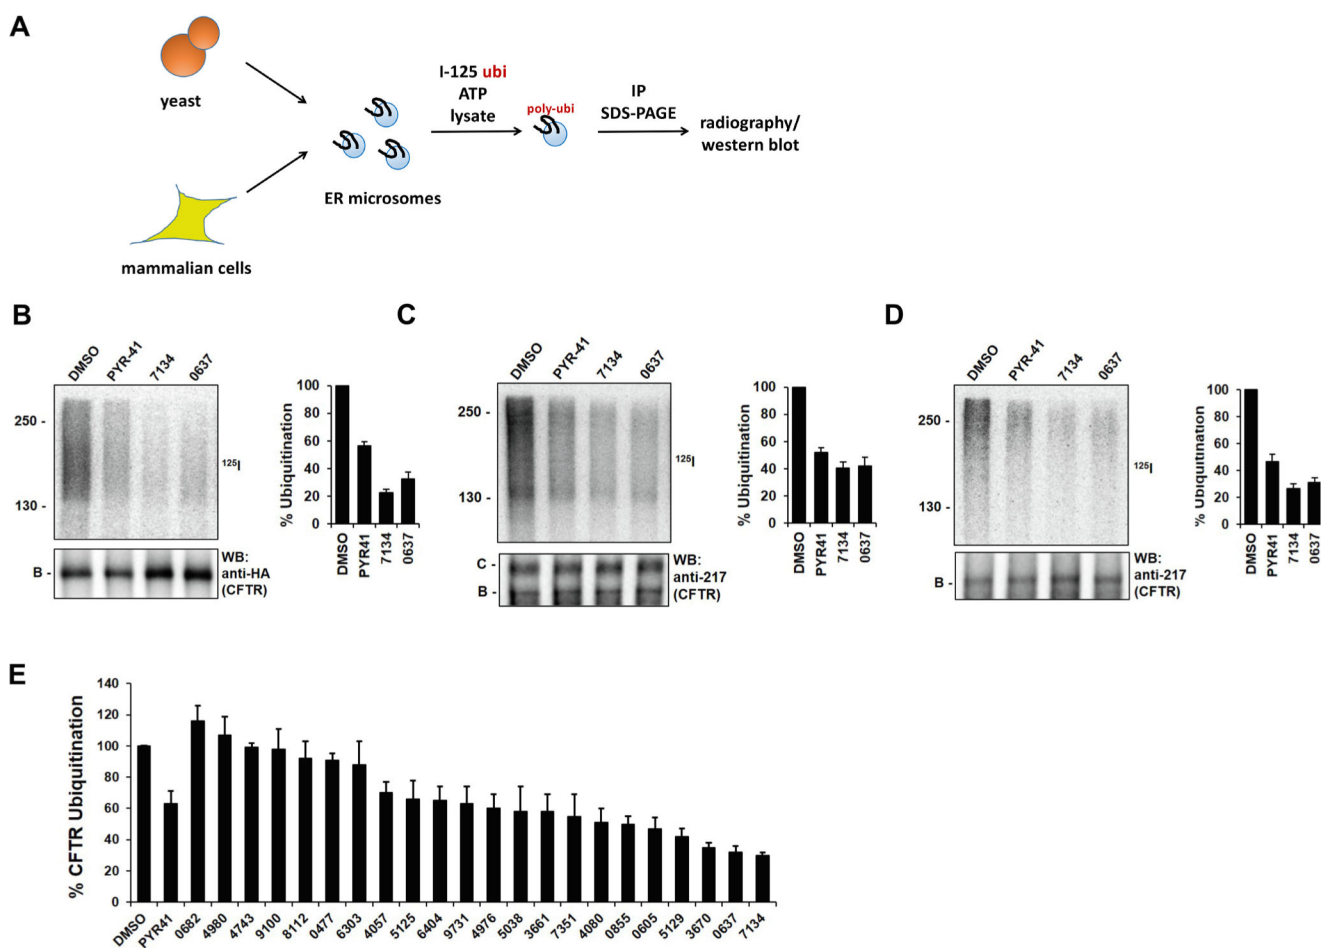 A
yeast
mammalian cells
ER microsomes
I-125 ubi
ATP
lysate
poly-ubi
IP
SDS-PAGE
radiography/
western blot
B
DMSO
PYR-41
7134
0637
250 -
130 -
125I
B -
WB:
anti-HA
(CFTR)
% Ubiquitination
100
80
60
40
20
0
DMSO
PYR41
7134
0637
C
DMSO
PYR-41
7134
0637
250 -
130 -
125I
C -
B -
WB:
anti-217
(CFTR)
% Ubiquitination
100
80
60
40
20
0
DMSO
PYR41
7134
0637
D
DMSO
PYR-41
7134
0637
250 -
130 -
125I
B -
WB:
anti-217
(CFTR)
% Ubiquitnation
100
80
60
40
20
0
DMSO
PYR41
7134
0637
E
% CFTR Ubiquitination
140
120
100
80
60
40
20
0
DMSO
PYR41
0682
4980
4743
9100
8112
0477
6303
4057
5125
6404
9731
4976
5038
3661
7351
4080
0855
0605
5129
3670
0637
7134